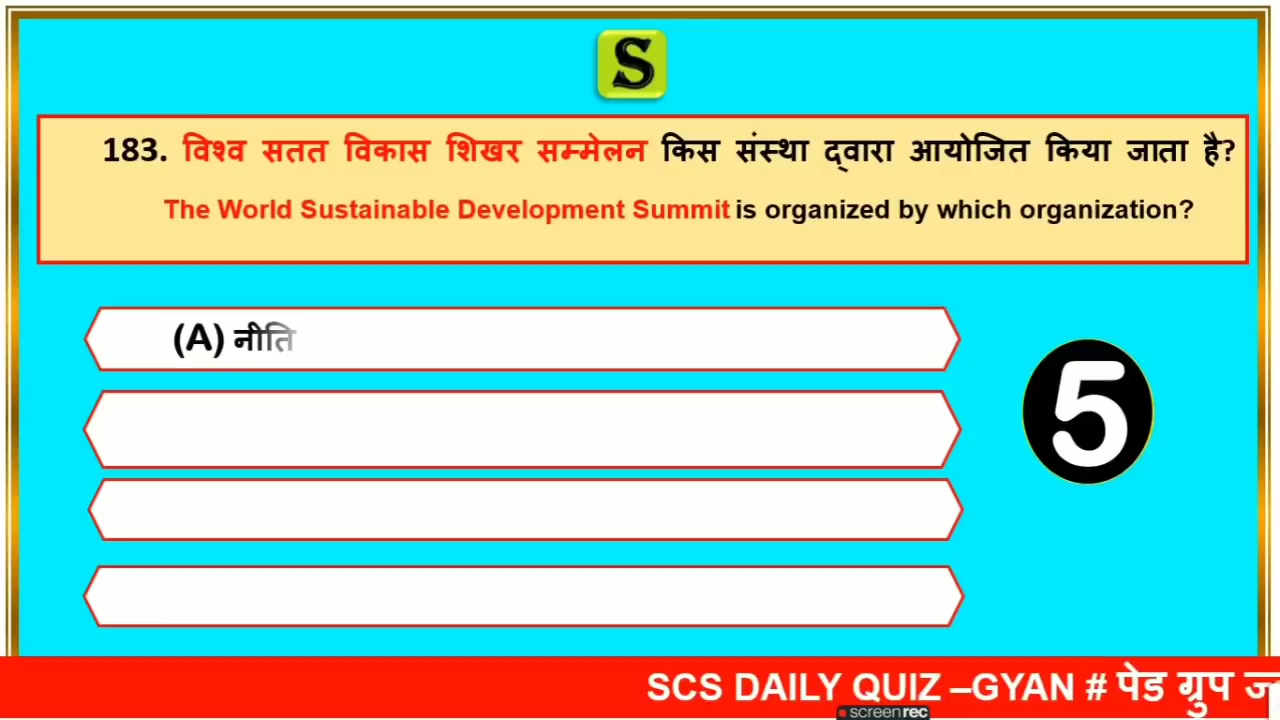 S
183. विश्व सतत विकास शिखर सम्मेलन किस संस्था द्वारा आयोजित किया जाता है?
The World Sustainable Development Summit is organized by which organization?
(A) नीति
5
SCS DAILY QUIZ –GYAN # पेड ग्रुप
screenrec